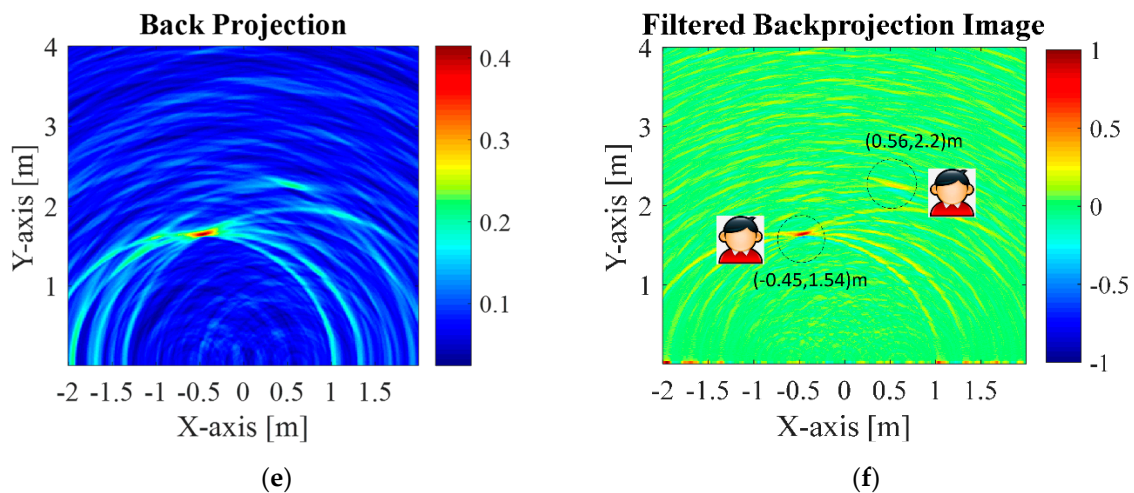 Back Projection
4
3
2
1
Y-axis [m]
-2 -1.5 -1 -0.5 0 0.5 1 1.5
X-axis [m]
0.4
0.3
0.2
0.1
(e)
Filtered Backprojection Image
4
3
2
1
Y-axis [m]
(0.56,2.2)m
(-0.45,1.54)m
-2 -1.5 -1 -0.5 0 0.5 1 1.5
X-axis [m]
1
0.5
0
-0.5
-1
(f)